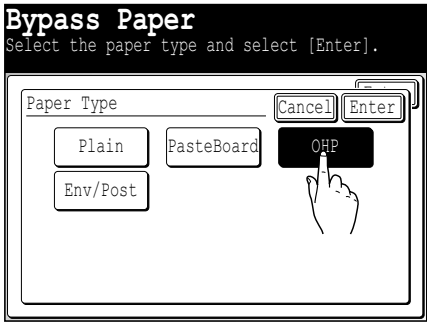 Bypass Paper
Select the paper type and select [Enter].
Paper Type
Cancel
Enter
Plain
PasteBoard
OHP
Env/Post